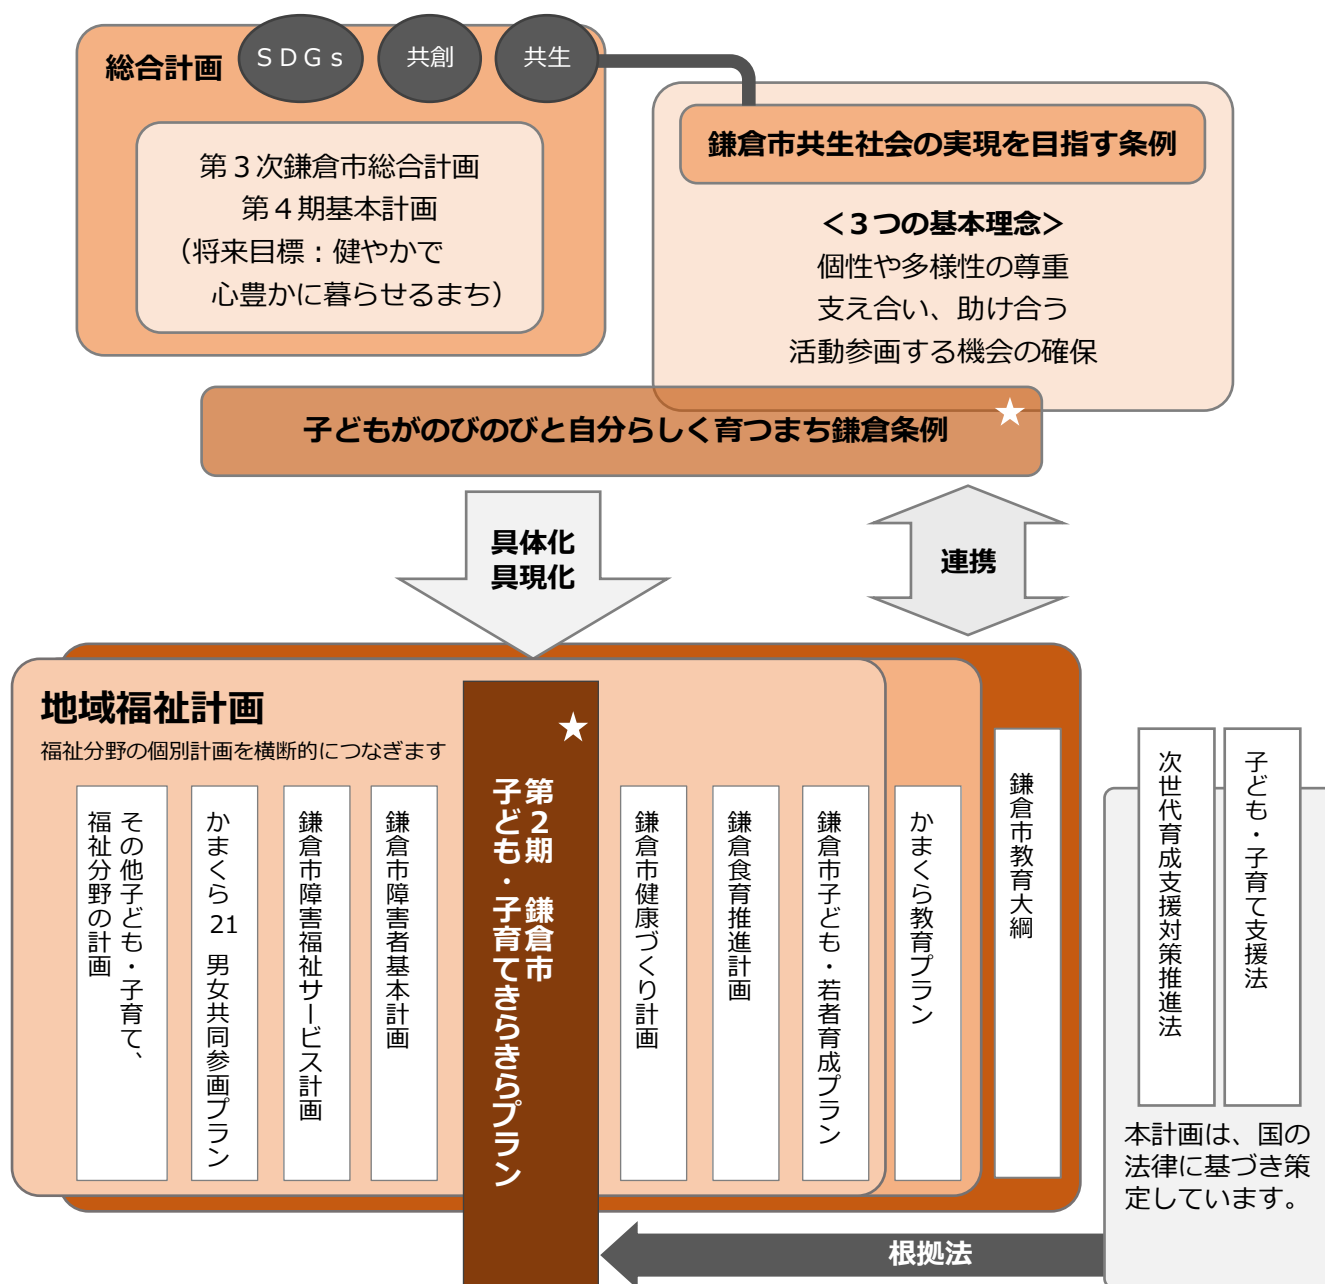 総合計画
ＳＤＧｓ
共創
共生
第３次鎌倉市総合計画
第４期基本計画
（将来目標：健やかで
心豊かに暮らせるまち）
鎌倉市共生社会の実現を目指す条例
＜３つの基本理念＞
個性や多様性の尊重
支え合い、助け合う
活動参画する機会の確保
子どもがのびのびと自分らしく育つまち鎌倉条例
★
具体化
具現化
連携
地域福祉計画
福祉分野の個別計画を横断的につなぎます
その他子ども・子育て、
福祉分野の計画
かまくら 21 男女共同参画プラン
鎌倉市障害福祉サービス計画
鎌倉市障害者基本計画
★
第２期 鎌倉市
子ども・子育てきらきらプラン
鎌倉市健康づくり計画
鎌倉食育推進計画
鎌倉市子ども・若者育成プラン
かまくら教育プラン
鎌倉市教育大綱
次世代育成支援対策推進法
子ども・子育て支援法
本計画は、国の
法律に基づき策
定しています。
根拠法